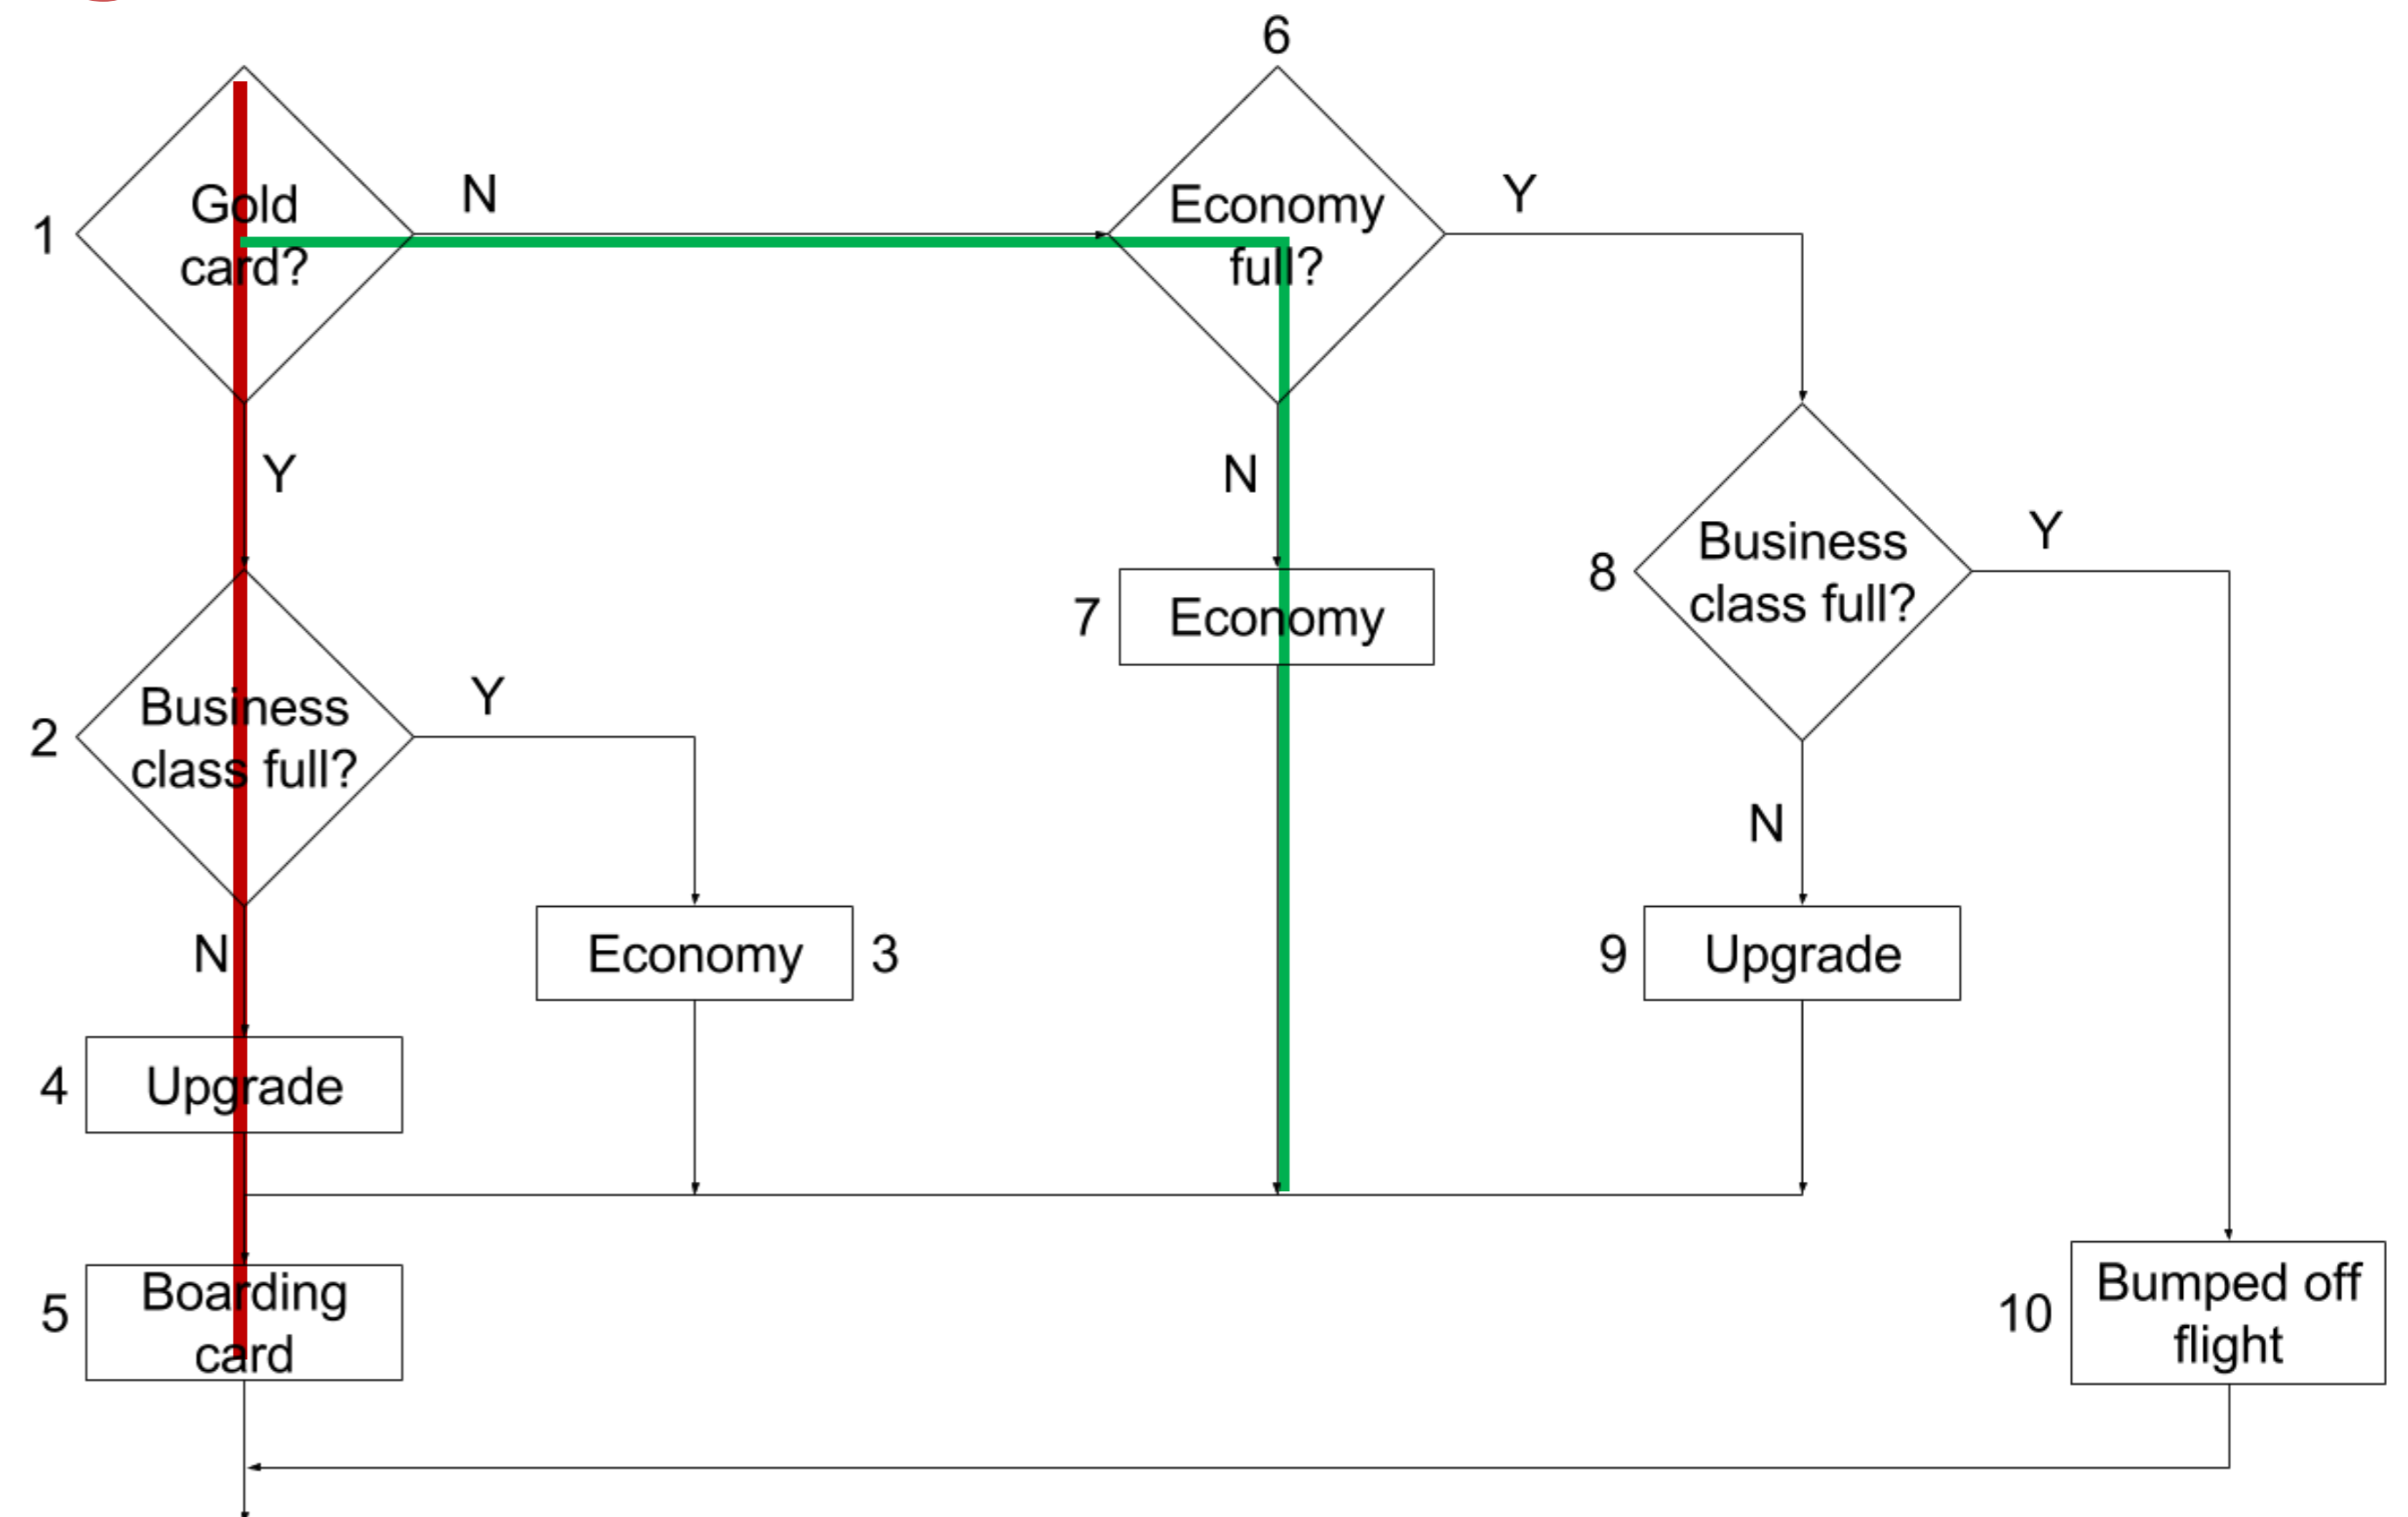 6
1
Gold
card?
N
Economy
full?
Y
Y
N
8
Business
class full?
Y
7
Economy
2
Business
class full?
Y
N
N
Economy
3
9
Upgrade
4
Upgrade
5
Boarding
card
10
Bumped off
flight